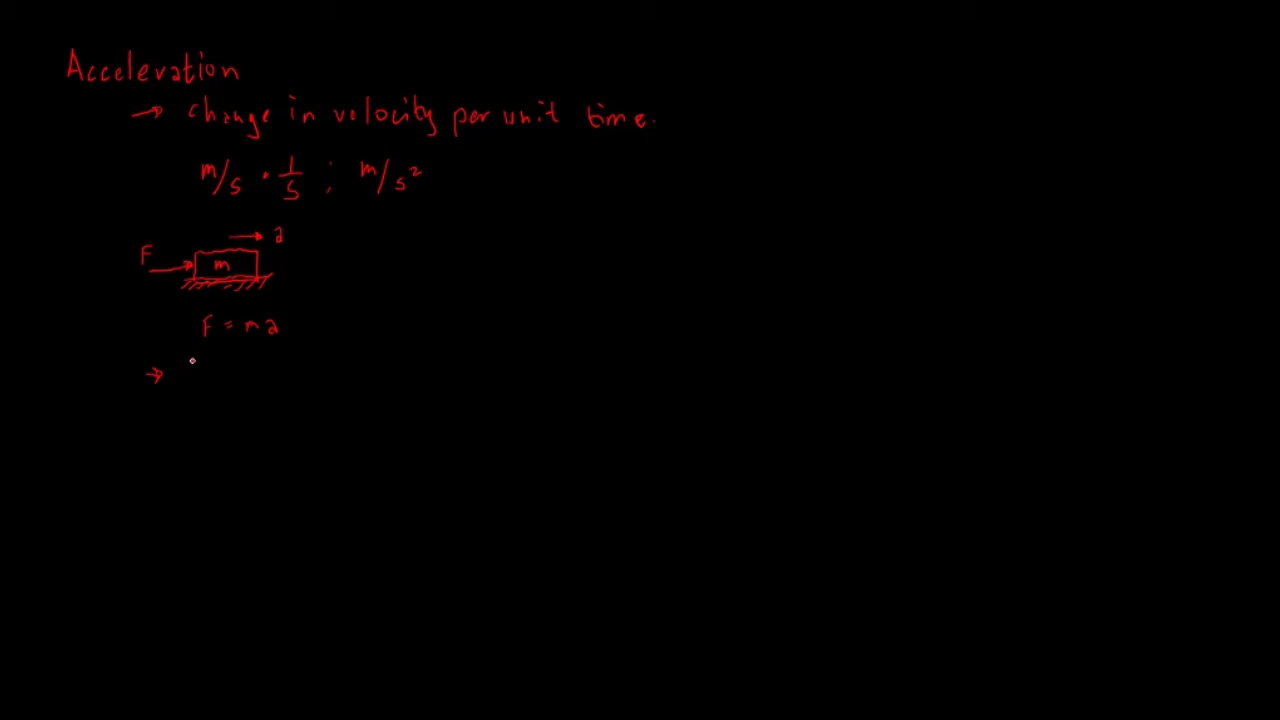 Acceleration
→ change in velocity per unit time.
m/s · 1/s ; m/s²
a
F
m
F = ma
→